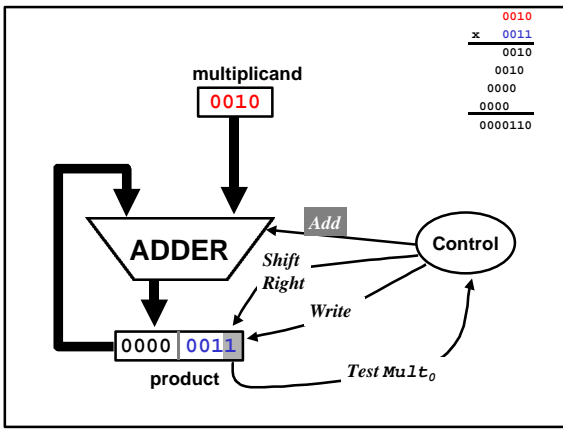 0010
x 0011
0010
0010
0000
0000
0000110
multiplicand
0010
ADDER
Add
Control
Shift
Right
Write
0000 0011
product
Test Mult0